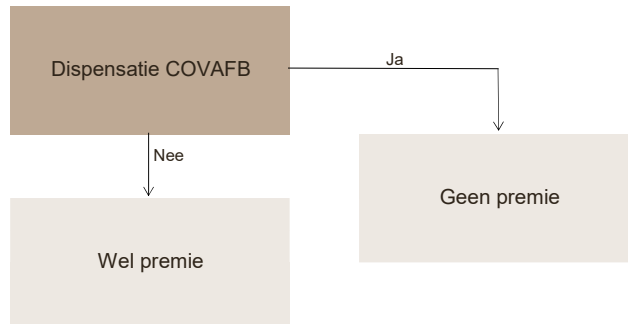 Dispensatie COVAFB
Ja
Nee
Geen premie
Wel premie